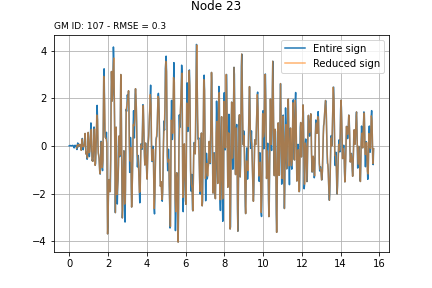 Node 23
GM ID: 107 - RMSE = 0.3
Entire sign
Reduced sign
4
2
0
−2
−4
0 2 4 6 8 10 12 14 16